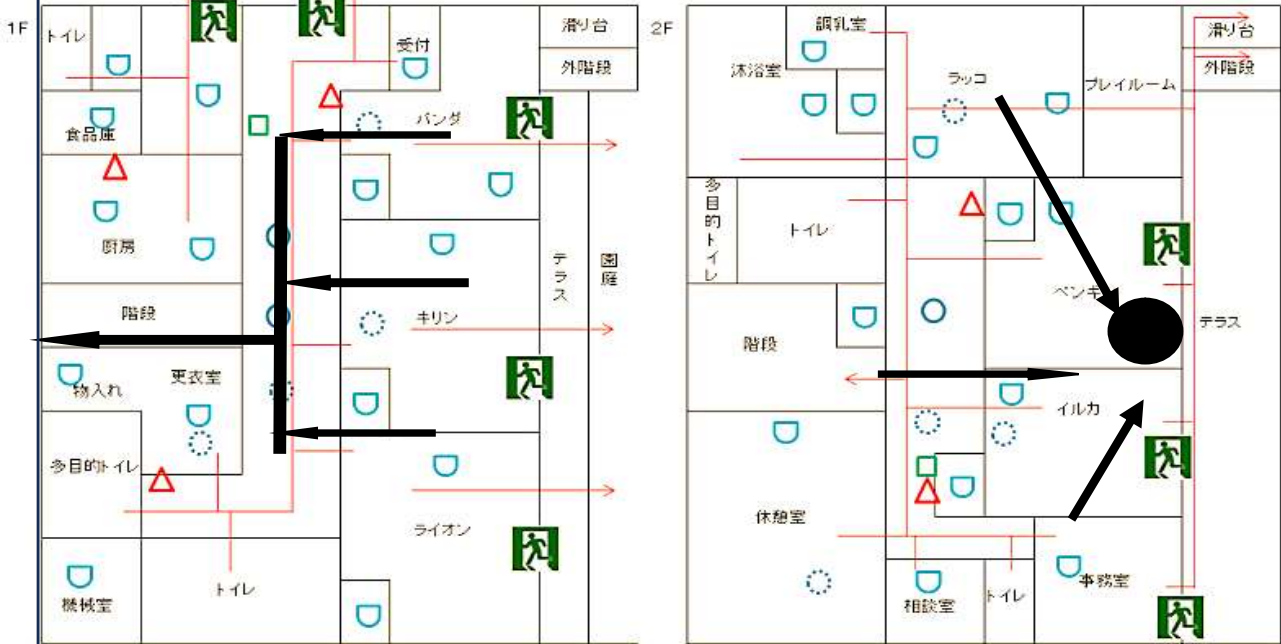 1F
トイレ
受付
滑り台
外階段
食品庫
パンダ
厨房
階段
キリン
テラス
園庭
物入れ
更衣室
多目的トイレ
ライオン
機械室
トイレ
2F
調乳室
沐浴室
ラッコ
プレイルーム
滑り台
外階段
多目的トイレ
トイレ
ペンキ
テラス
階段
イルカ
休憩室
相談室
トイレ
事務室